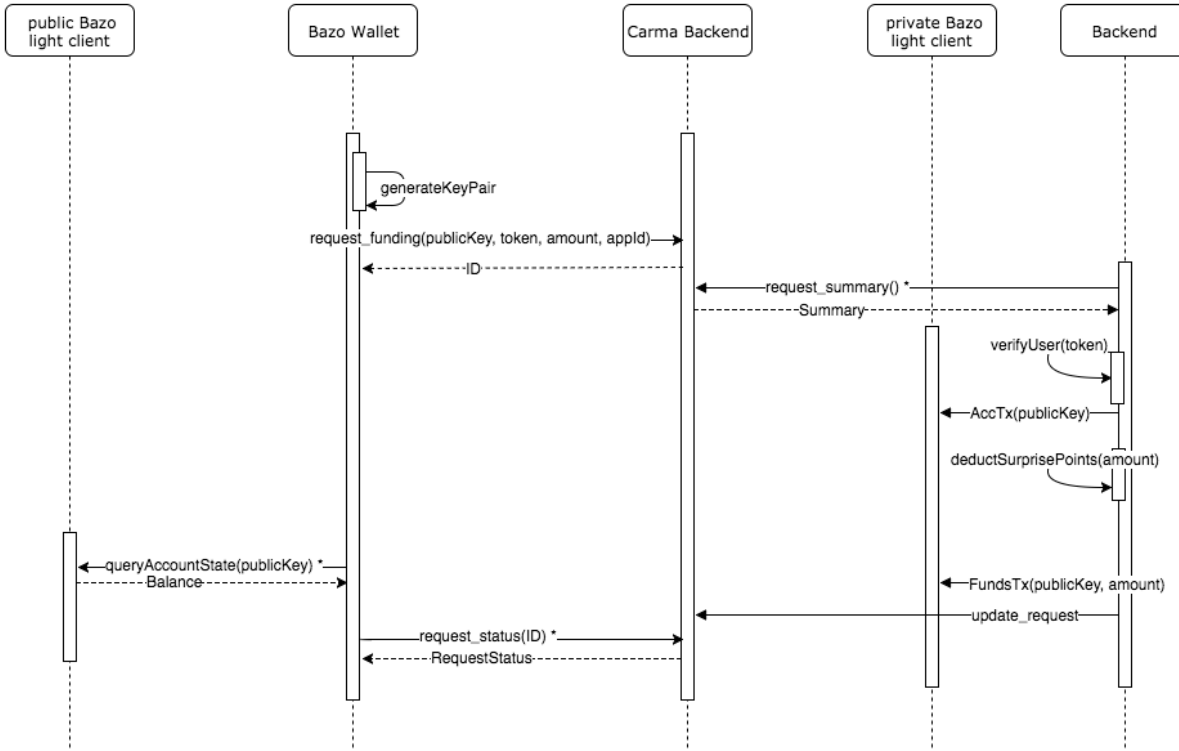 public Bazo
light client
Bazo Wallet
Carma Backend
private Bazo
light client
Backend
generateKeyPair
request_funding(publicKey, token, amount, appId)
ID
request_summary() *
Summary
verifyUser(token)
AccTx(publicKey)
deductSurprisePoints(amount)
queryAccountState(publicKey) *
Balance
FundsTx(publicKey, amount)
update_request
request_status(ID) *
RequestStatus